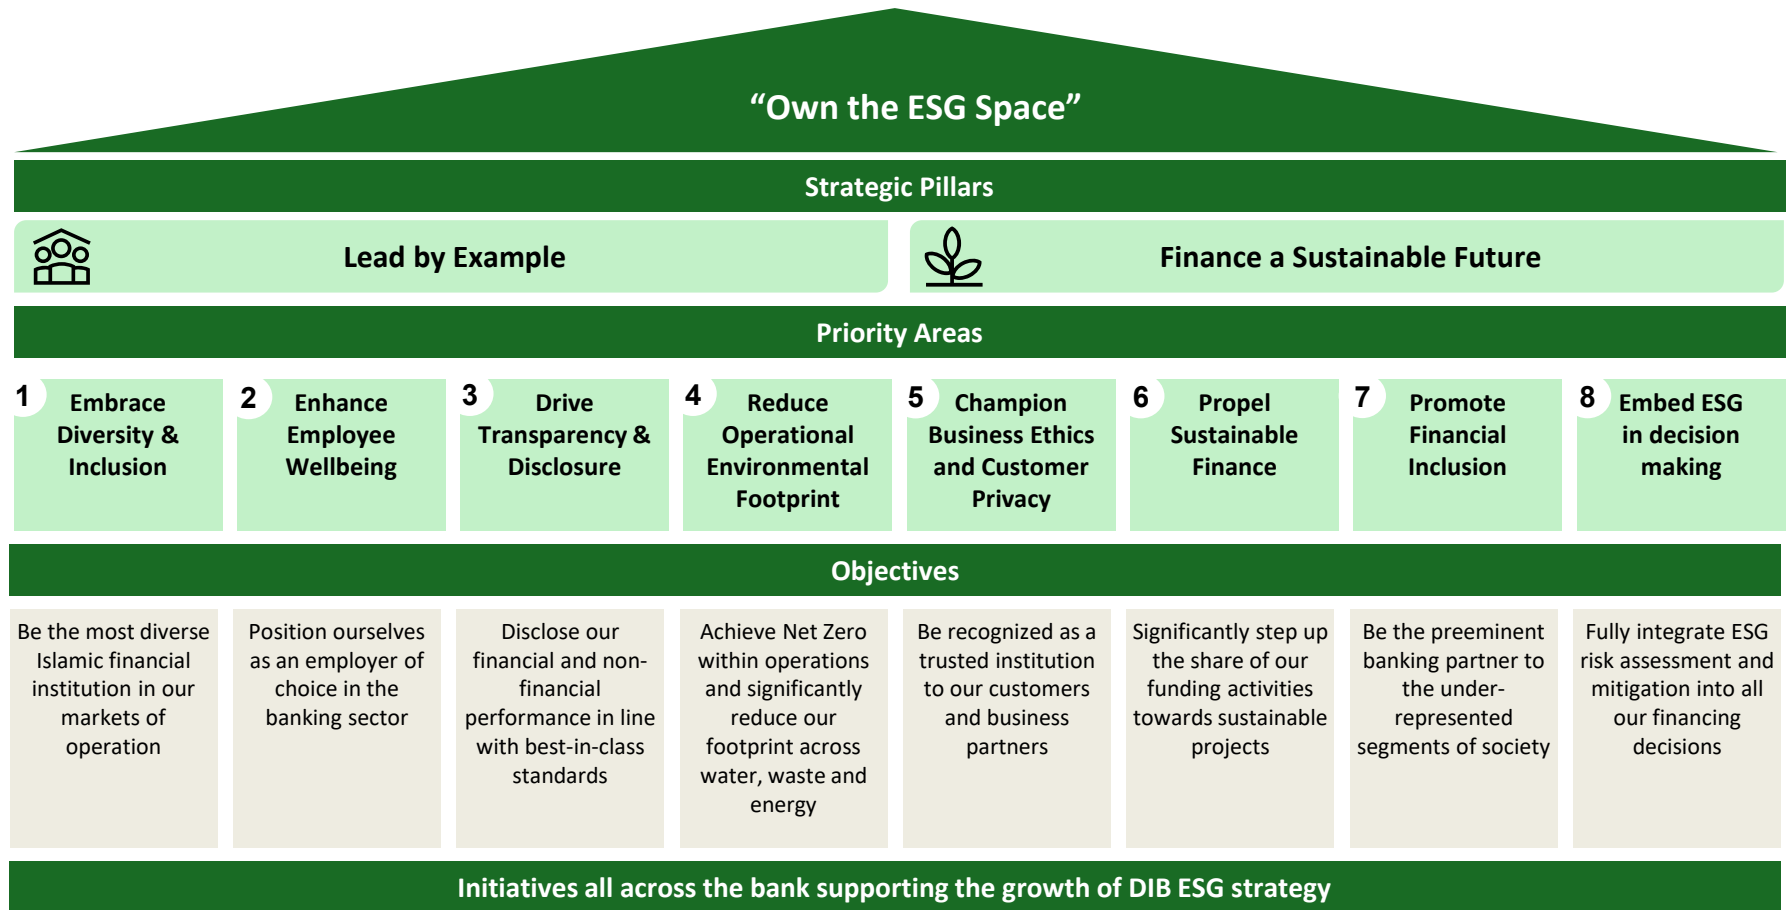 “Own the ESG Space”
Strategic Pillars
Lead by Example
Finance a Sustainable Future
Priority Areas
1
Embrace
Diversity &
Inclusion
2
Enhance
Employee
Wellbeing
3
Drive
Transparency &
Disclosure
4
Reduce
Operational
Environmental
Footprint
5
Champion
Business Ethics
and Customer
Privacy
6
Propel
Sustainable
Finance
7
Promote
Financial
Inclusion
8
Embed ESG
in decision
making
Objectives
Be the most diverse
Islamic financial
institution in our
markets of
operation
Position ourselves
as an employer of
choice in the
banking sector
Disclose our
financial and non-
financial
performance in line
with best-in-class
standards
Achieve Net Zero
within operations
and significantly
reduce our
footprint across
water, waste and
energy
Be recognized as a
trusted institution
to our customers
and business
partners
Significantly step up
the share of our
funding activities
towards sustainable
projects
Be the preeminent
banking partner to
the under-
represented
segments of society
Fully integrate ESG
risk assessment and
mitigation into all
our financing
decisions
Initiatives all across the bank supporting the growth of DIB ESG strategy